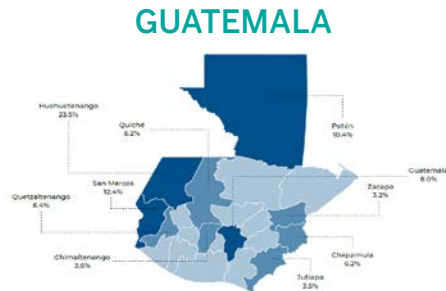 GUATEMALA
Huehuetenango
23.5%
Quiché
6.2%
Petén
10.4%
San Marcos
12.4%
Guatemala
8.0%
Quetzaltenango
6.4%
Zacapa
3.2%
Chimaltenango
3.6%
Chiquimula
6.2%
Jutiapa
3.5%